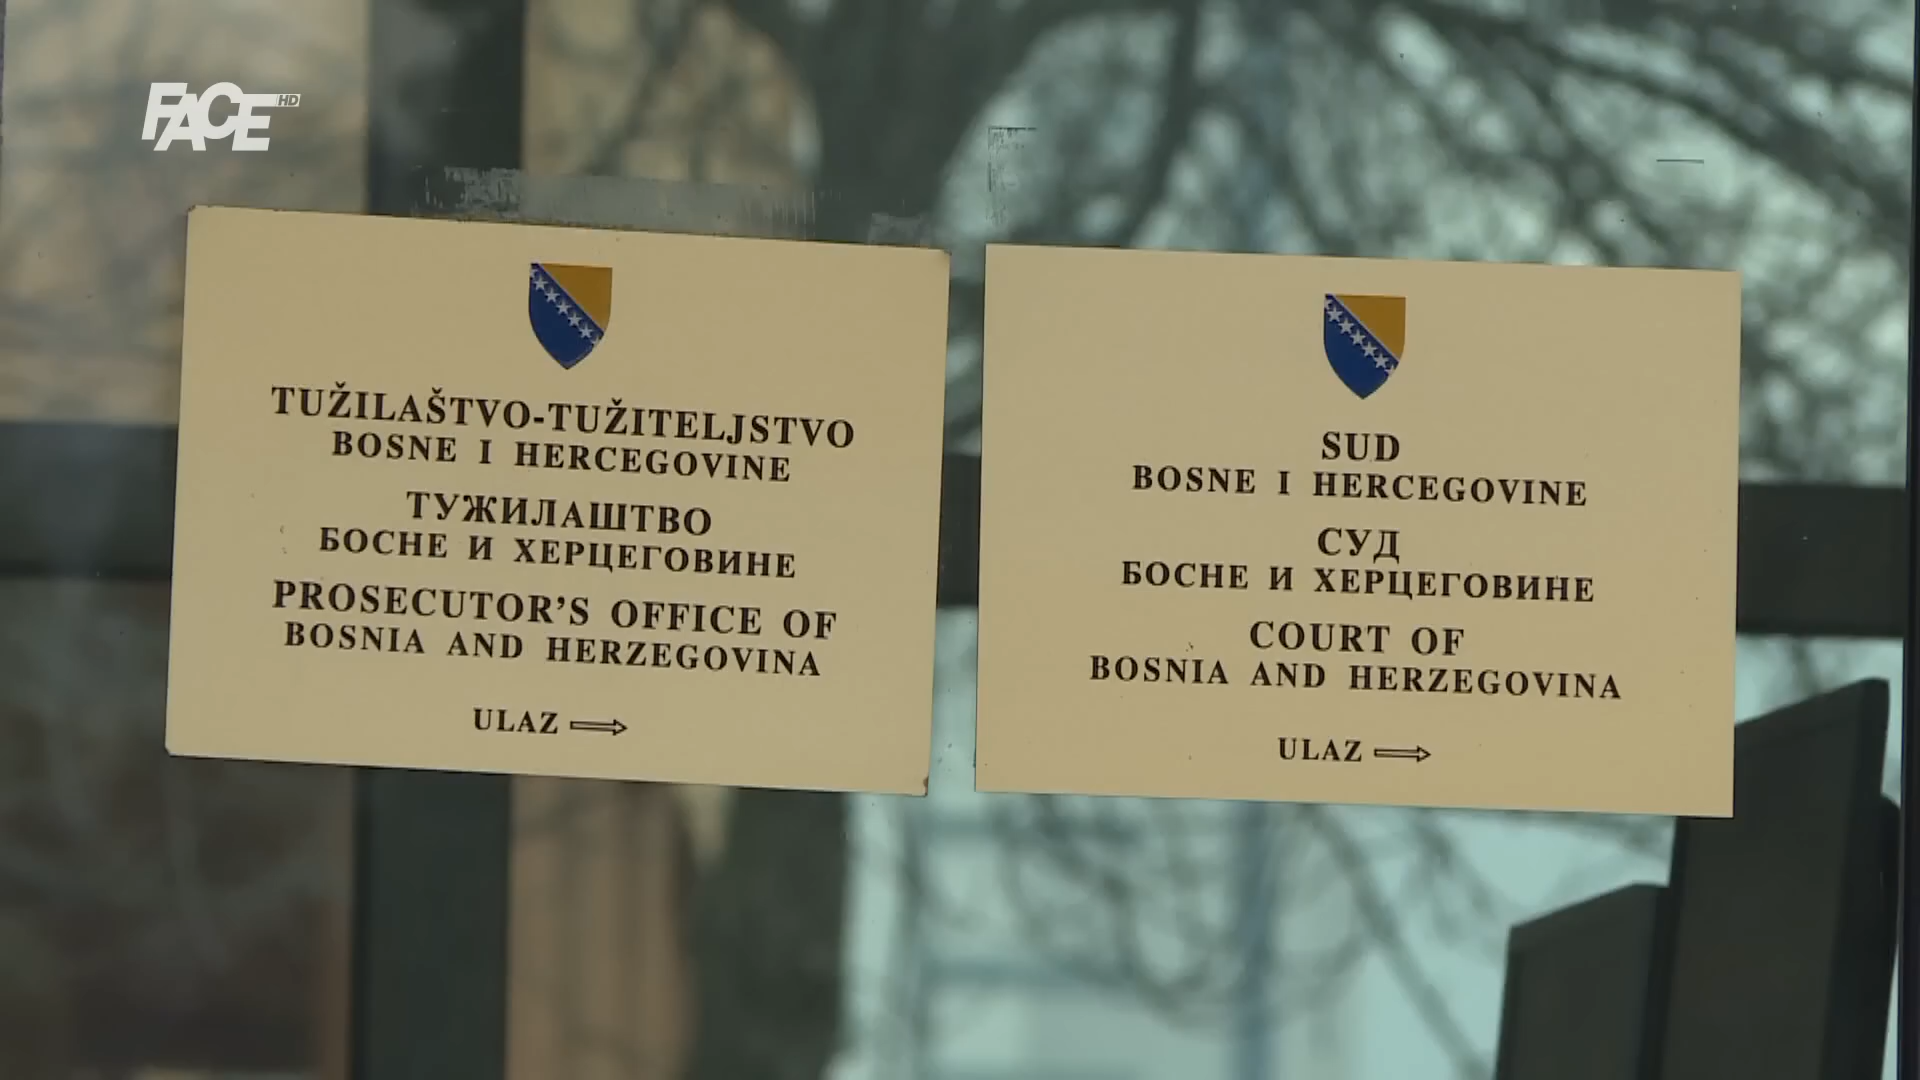 FACE HD
TUŽILAŠTVO-TUŽITELJSTVO
BOSNE I HERCEGOVINE
ТУЖИЛАШТВО
БОСНЕ И ХЕРЦЕГОВИНЕ
PROSECUTOR'S OFFICE OF
BOSNIA AND HERZEGOVINA
ULAZ
SUD
BOSNE I HERCEGOVINE
СУД
БОСНЕ И ХЕРЦЕГОВИНЕ
COURT OF
BOSNIA AND HERZEGOVINA
ULAZ